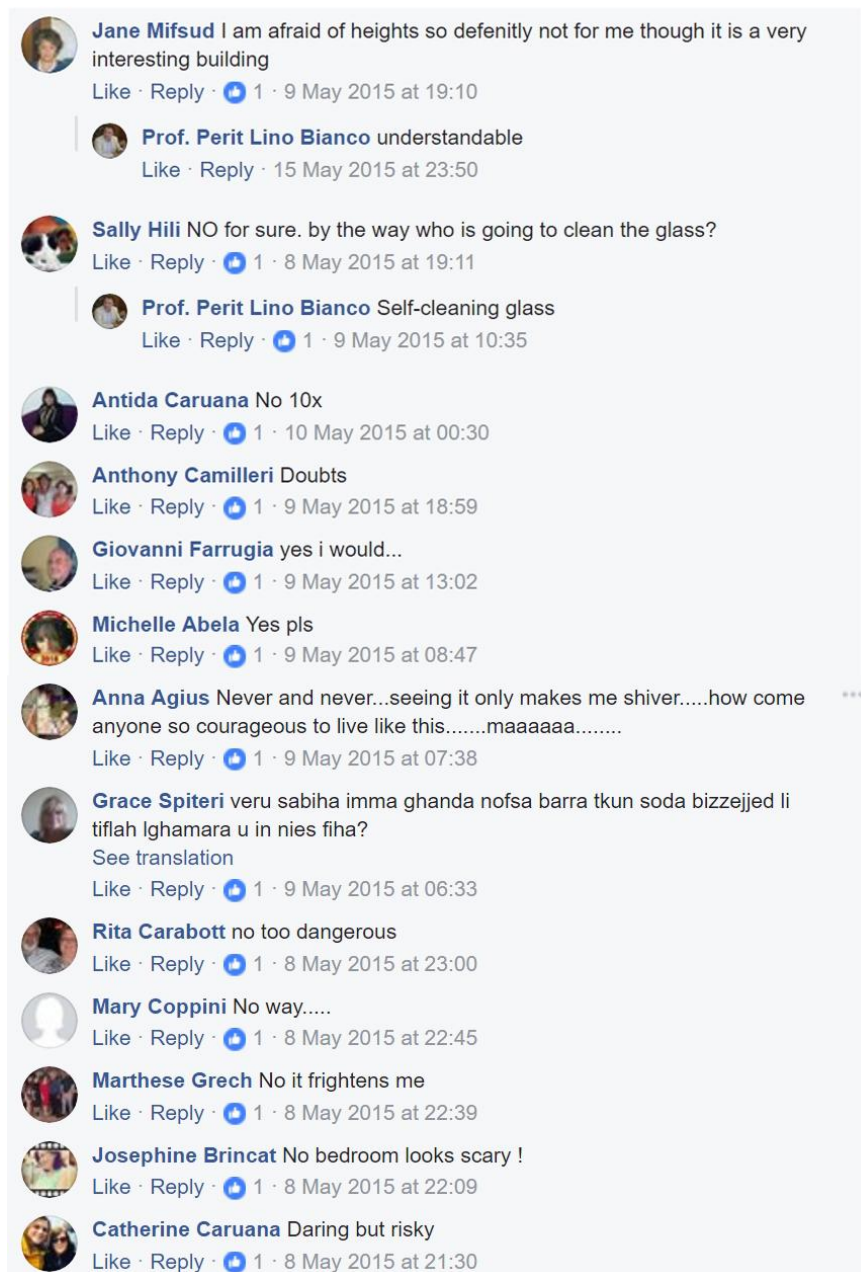 Jane Mifsud I am afraid of heights so defenitly not for me though it is a very
interesting building
Like · Reply · 1 · 9 May 2015 at 19:10
Prof. Perit Lino Bianco understandable
Like · Reply · 15 May 2015 at 23:50
Sally Hili NO for sure. by the way who is going to clean the glass?
Like · Reply · 1 · 8 May 2015 at 19:11
Prof. Perit Lino Bianco Self-cleaning glass
Like · Reply · 1 · 9 May 2015 at 10:35
Antida Caruana No 10x
Like · Reply · 1 · 10 May 2015 at 00:30
Anthony Camilleri Doubts
Like · Reply · 1 · 9 May 2015 at 18:59
Giovanni Farrugia yes i would...
Like · Reply · 1 · 9 May 2015 at 13:02
Michelle Abela Yes pls
Like · Reply · 1 · 9 May 2015 at 08:47
Anna Agius Never and never...seeing it only makes me shiver.....how come
anyone so courageous to live like this.......maaaaaa........
Like · Reply · 1 · 9 May 2015 at 07:38
Grace Spiteri veru sabiha imma ghanda nofsa barra tkun soda bizzejjed li
tiflah lghamara u in nies fiha?
See translation
Like · Reply · 1 · 9 May 2015 at 06:33
Rita Carabott no too dangerous
Like · Reply · 1 · 8 May 2015 at 23:00
Mary Coppini No way.....
Like · Reply · 1 · 8 May 2015 at 22:45
Marthese Grech No it frightens me
Like · Reply · 1 · 8 May 2015 at 22:39
Josephine Brincat No bedroom looks scary !
Like · Reply · 1 · 8 May 2015 at 22:09
Catherine Caruana Daring but risky
Like · Reply · 1 · 8 May 2015 at 21:30